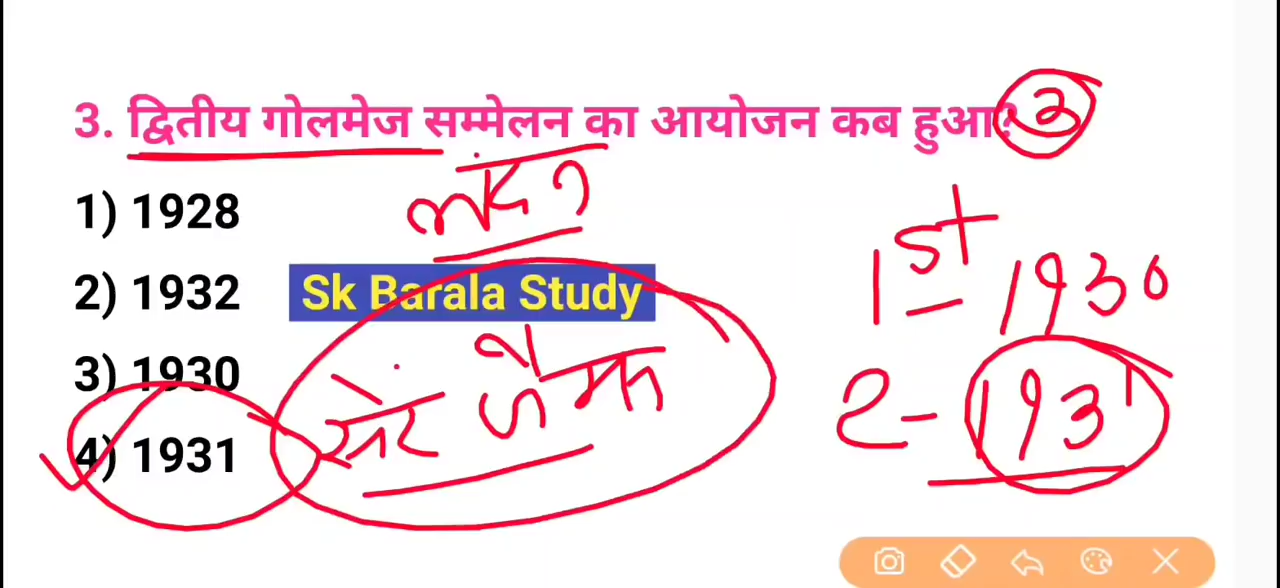 3. द्वितीय गोलमेज सम्मेलन का आयोजन कब हुआ?
3
1) 1928
1st 1930
2) 1932
Sk Barala Study
3) 1930
2 - 1931
4) 1931